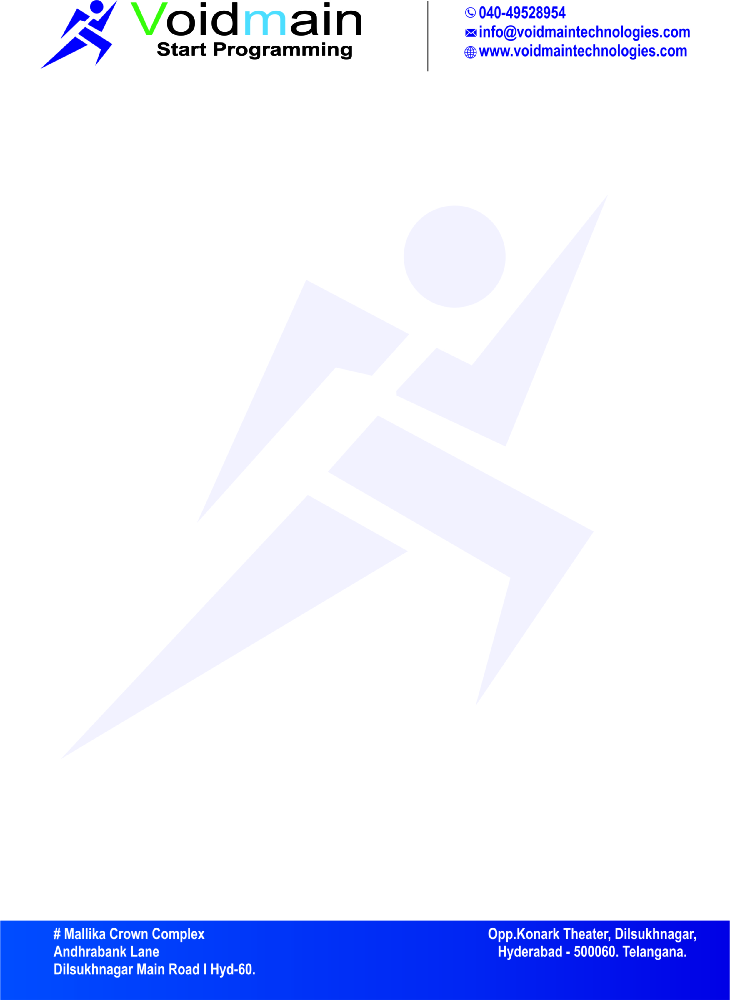 Voidmain
Start Programming
040-49528954
info@voidmaintechnologies.com
www.voidmaintechnologies.com
# Mallika Crown Complex
Andhrabank Lane
Dilsukhnagar Main Road I Hyd-60.
Opp.Konark Theater, Dilsukhnagar,
Hyderabad - 500060. Telangana.